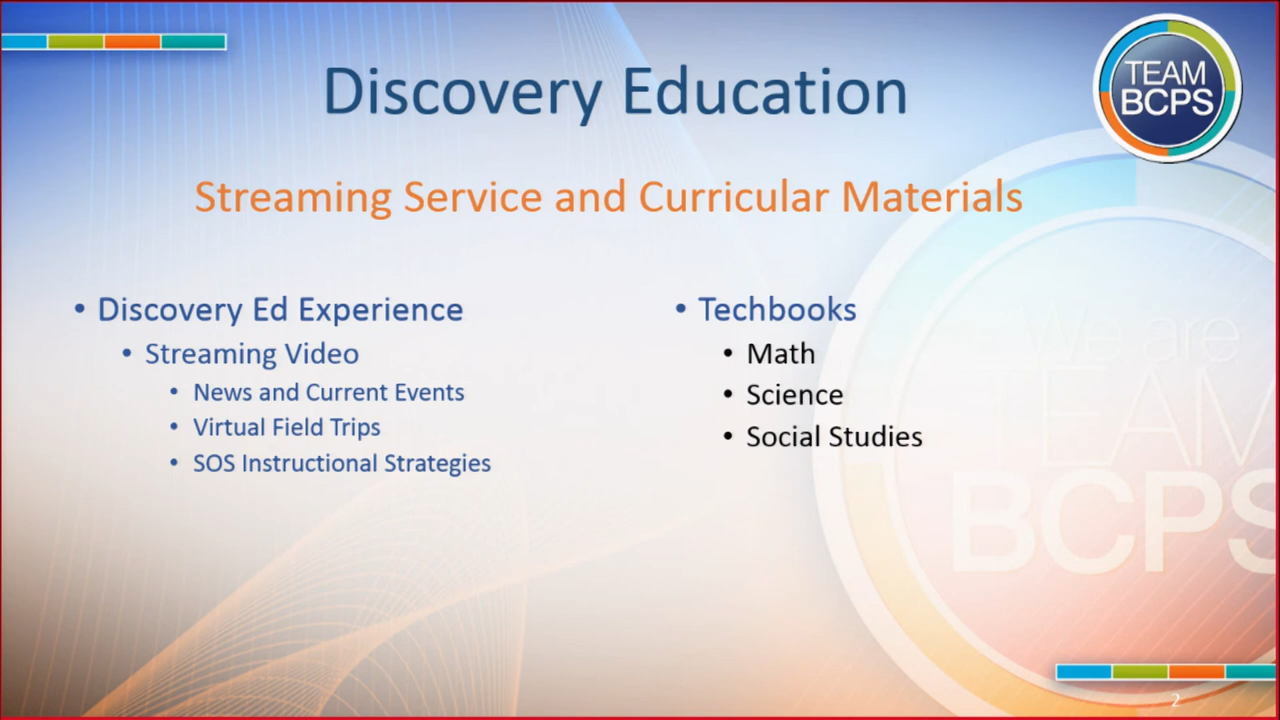 Discovery Education
TEAM
BCPS
Streaming Service and Curricular Materials
• Discovery Ed Experience
• Streaming Video
• News and Current Events
• Virtual Field Trips
• SOS Instructional Strategies
• Techbooks
• Math
• Science
• Social Studies
We are
TEAM
BCPS
2